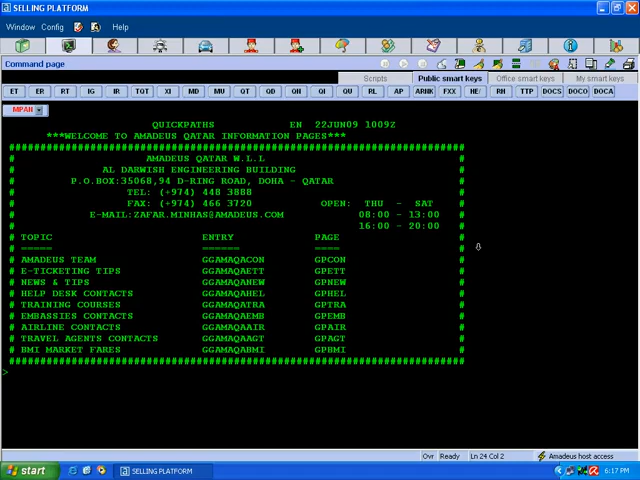 SELLING PLATFORM
Window Config Help
Command page
Scripts Public smart keys Office smart keys My smart keys
ET ER RT IG IR TQT XI MD MU QT QD QN QU RL AP ARNK FXX HE/ RH TTP DOCS DOCO DOCA
MPAN
QUICKPATHS EN 22JUN09 1009Z
***WELCOME TO AMADEUS QATAR INFORMATION PAGES***
################################################################################
# AMADEUS QATAR W.L.L #
# AL DARWISH ENGINEERING BUILDING #
# P.O.BOX:35068,94 D-RING ROAD, DOHA - QATAR #
# TEL: (+974) 448 3888 #
# FAX: (+974) 466 3720 OPEN: THU - SAT #
# E-MAIL:ZAFAR.MINHAS@AMADEUS.COM 08:00 - 13:00 #
# 16:00 - 20:00 #
# TOPIC ENTRY PAGE #
# ===== ====== ==== #
# AMADEUS TEAM GGAMAQACON GPCON #
# E-TICKETING TIPS GGAMAQAETT GPETT #
# NEWS & TIPS GGAMAQANEW GPNEW #
# HELP DESK CONTACTS GGAMAQAHEL GPHEL #
# TRAINING COURSES GGAMAQATRA GPTRA #
# EMBASSIES CONTACTS GGAMAQAEMB GPEMB #
# AIRLINE CONTACTS GGAMAQAAIR GPAIR #
# TRAVEL AGENTS CONTACTS GGAMAQAAGT GPAGT #
# BMI MARKET FARES GGAMAQABMI GPBMI #
################################################################################
>
Ovr Ready Ln 24 Col 2 Amadeus host access
start SELLING PLATFORM 6:17 PM